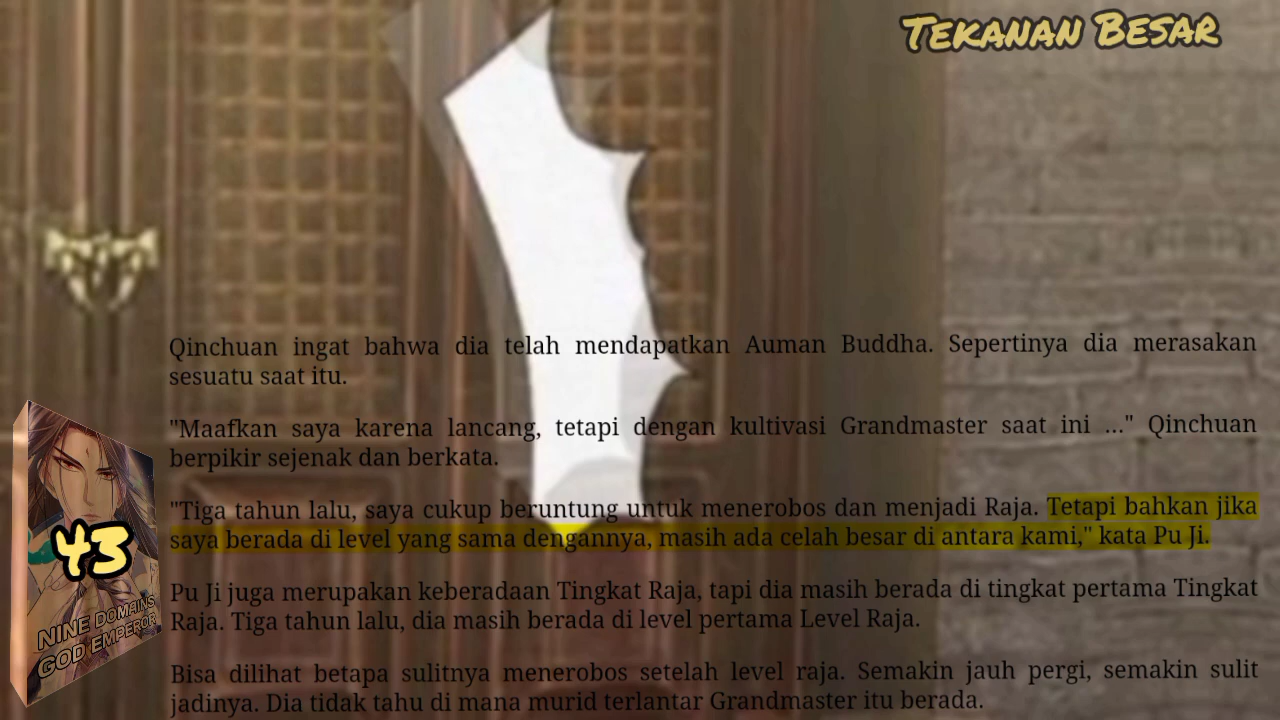 Tekanan Besar
Qinchuan ingat bahwa dia telah mendapatkan Auman Buddha. Sepertinya dia merasakan
sesuatu saat itu.
"Maafkan saya karena lancang, tetapi dengan kultivasi Grandmaster saat ini ..." Qinchuan
berpikir sejenak dan berkata.
"Tiga tahun lalu, saya cukup beruntung untuk menerobos dan menjadi Raja. Tetapi bahkan jika
saya berada di level yang sama dengannya, masih ada celah besar di antara kami," kata Pu Ji.
Pu Ji juga merupakan keberadaan Tingkat Raja, tapi dia masih berada di tingkat pertama Tingkat
Raja. Tiga tahun lalu, dia masih berada di level pertama Level Raja.
Bisa dilihat betapa sulitnya menerobos setelah level raja. Semakin jauh pergi, semakin sulit
jadinya. Dia tidak tahu di mana murid terlantar Grandmaster itu berada.
43
NINE DOMAINS
GOD EMPEROR